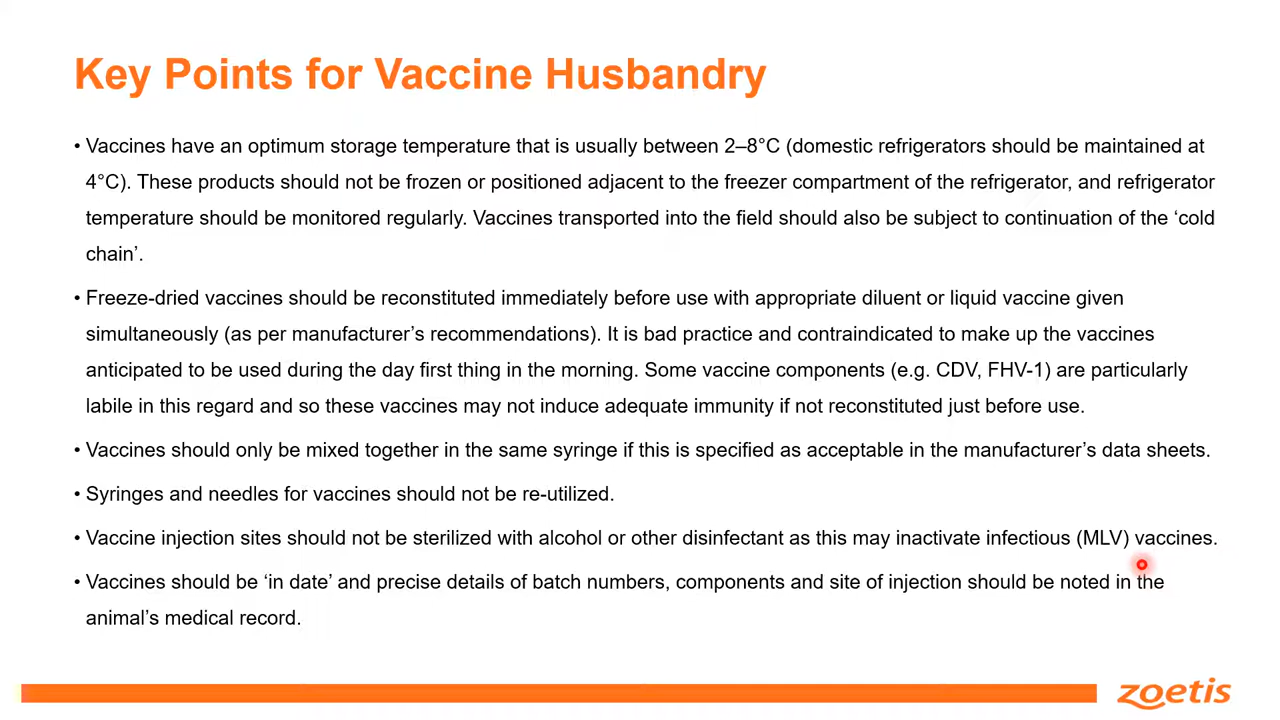 Key Points for Vaccine Husbandry
• Vaccines have an optimum storage temperature that is usually between 2–8°C (domestic refrigerators should be maintained at
4°C). These products should not be frozen or positioned adjacent to the freezer compartment of the refrigerator, and refrigerator
temperature should be monitored regularly. Vaccines transported into the field should also be subject to continuation of the ‘cold
chain’.
• Freeze-dried vaccines should be reconstituted immediately before use with appropriate diluent or liquid vaccine given
simultaneously (as per manufacturer’s recommendations). It is bad practice and contraindicated to make up the vaccines
anticipated to be used during the day first thing in the morning. Some vaccine components (e.g. CDV, FHV-1) are particularly
labile in this regard and so these vaccines may not induce adequate immunity if not reconstituted just before use.
• Vaccines should only be mixed together in the same syringe if this is specified as acceptable in the manufacturer’s data sheets.
• Syringes and needles for vaccines should not be re-utilized.
• Vaccine injection sites should not be sterilized with alcohol or other disinfectant as this may inactivate infectious (MLV) vaccines.
• Vaccines should be ‘in date’ and precise details of batch numbers, components and site of injection should be noted in the
animal’s medical record.
zoetis